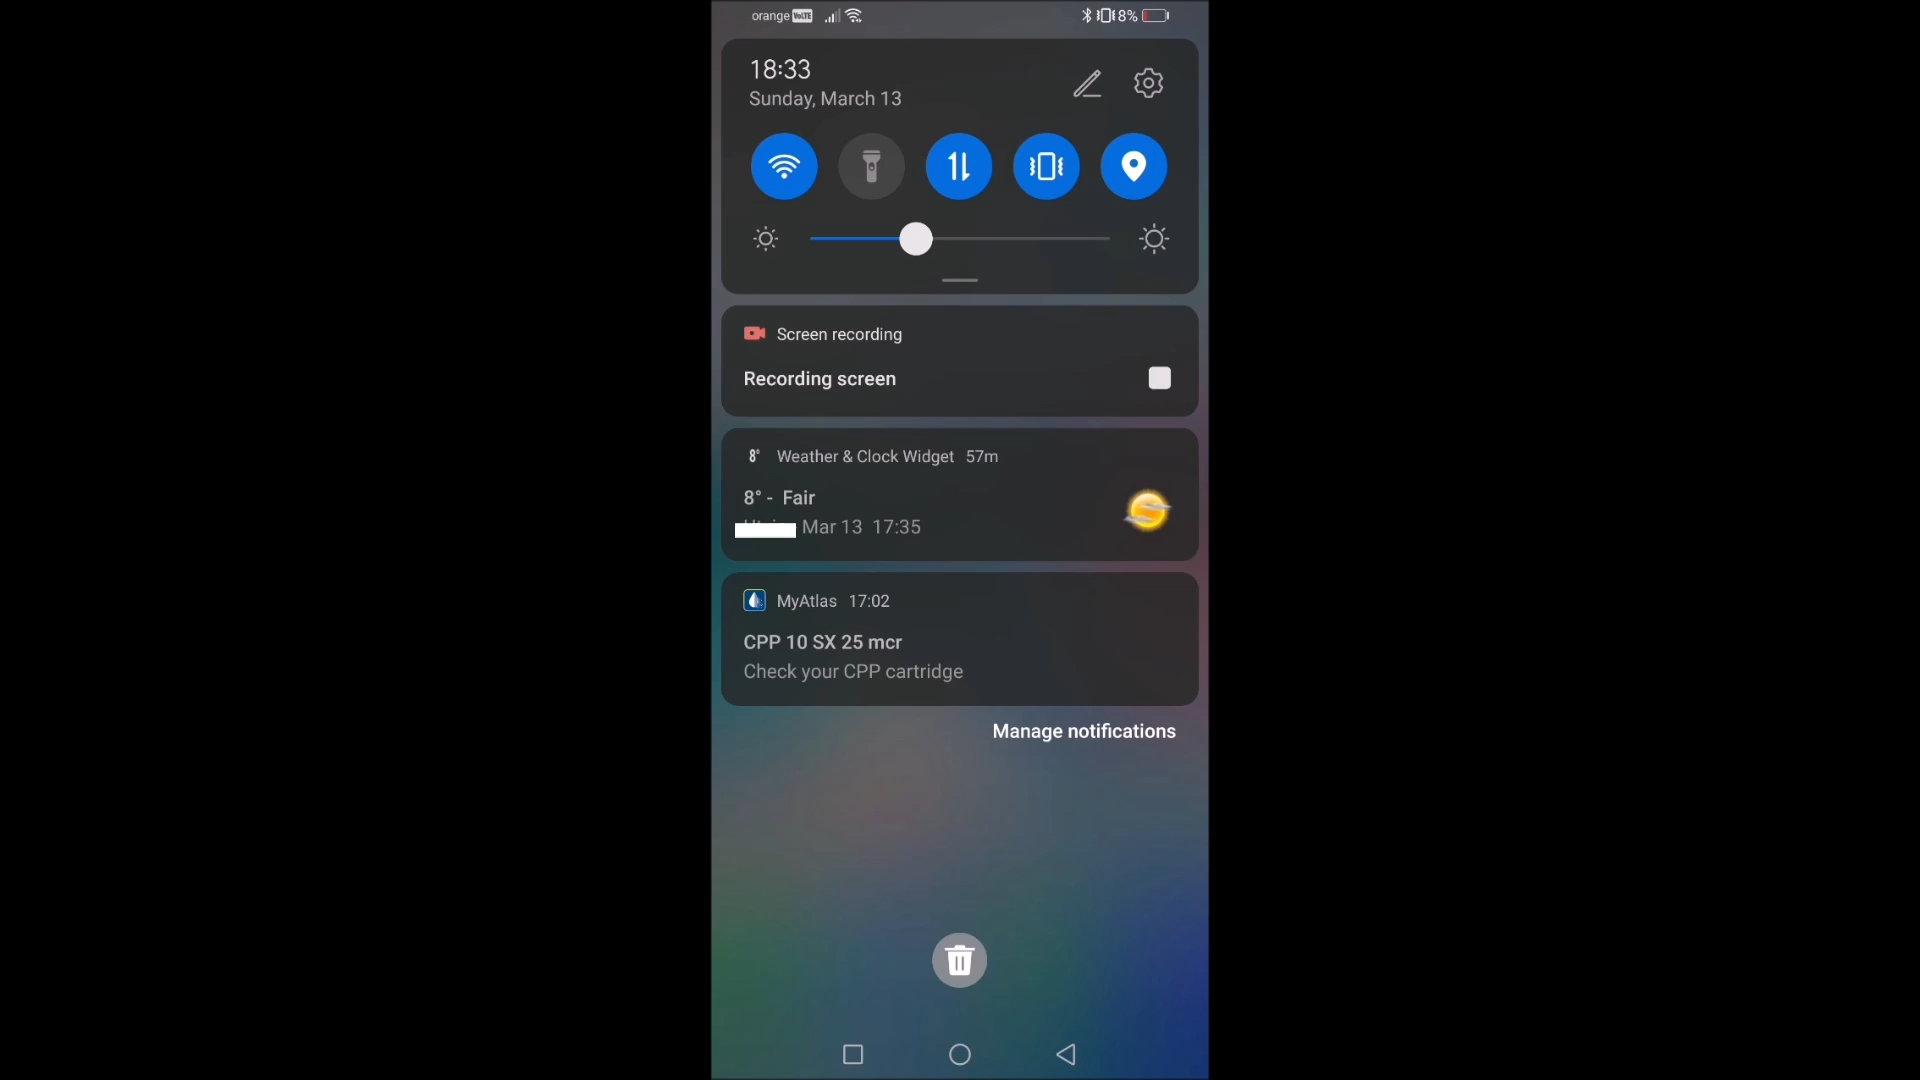 orange VoLTE
8%
18:33
Sunday, March 13
Screen recording
Recording screen
8° Weather & Clock Widget 57m
8° - Fair
Mar 13 17:35
MyAtlas 17:02
CPP 10 SX 25 mcr
Check your CPP cartridge
Manage notifications